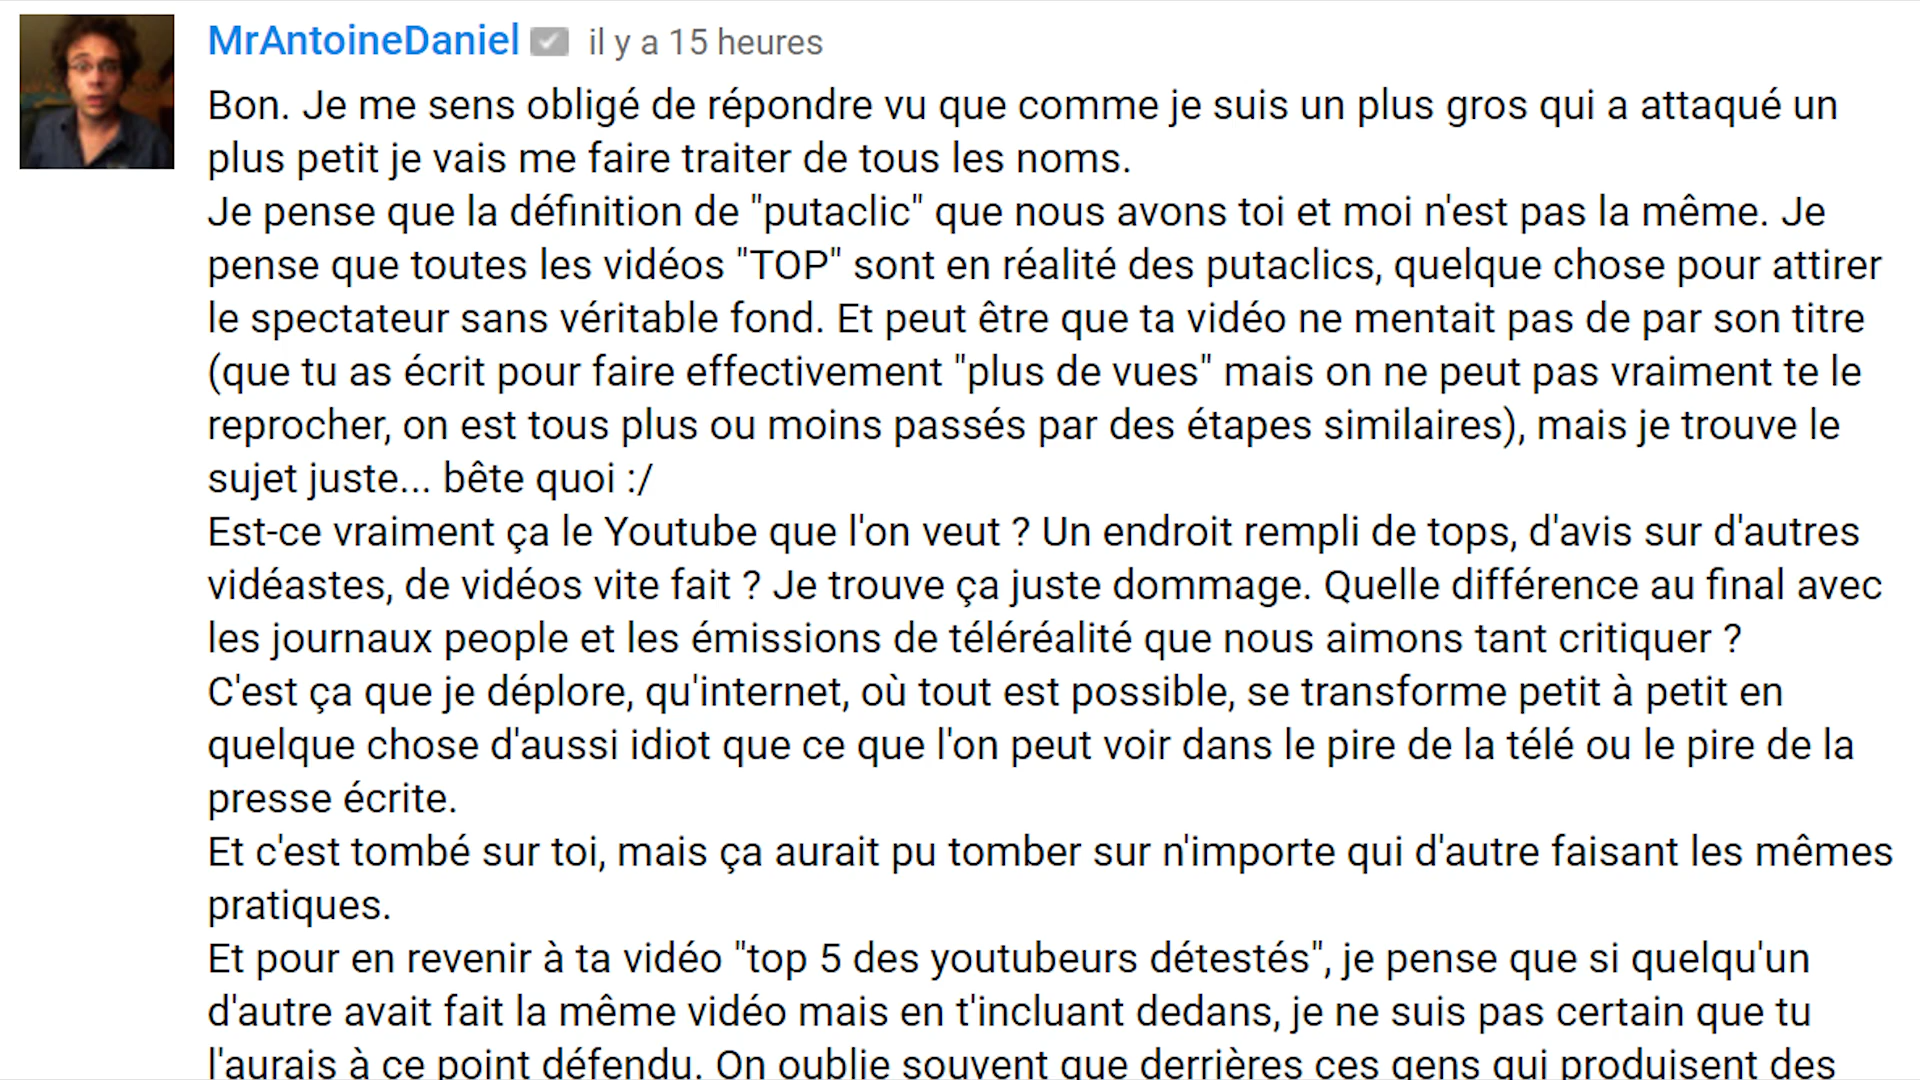 MrAntoineDaniel il y a 15 heures
Bon. Je me sens obligé de répondre vu que comme je suis un plus gros qui a attaqué un
plus petit je vais me faire traiter de tous les noms.
Je pense que la définition de "putaclic" que nous avons toi et moi n'est pas la même. Je
pense que toutes les vidéos "TOP" sont en réalité des putaclics, quelque chose pour attirer
le spectateur sans véritable fond. Et peut être que ta vidéo ne mentait pas de par son titre
(que tu as écrit pour faire effectivement "plus de vues" mais on ne peut pas vraiment te le
reprocher, on est tous plus ou moins passés par des étapes similaires), mais je trouve le
sujet juste... bête quoi :/
Est-ce vraiment ça le Youtube que l'on veut ? Un endroit rempli de tops, d'avis sur d'autres
vidéastes, de vidéos vite fait ? Je trouve ça juste dommage. Quelle différence au final avec
les journaux people et les émissions de téléréalité que nous aimons tant critiquer ?
C'est ça que je déplore, qu'internet, où tout est possible, se transforme petit à petit en
quelque chose d'aussi idiot que ce que l'on peut voir dans le pire de la télé ou le pire de la
presse écrite.
Et c'est tombé sur toi, mais ça aurait pu tomber sur n'importe qui d'autre faisant les mêmes
pratiques.
Et pour en revenir à ta vidéo "top 5 des youtubeurs détestés", je pense que si quelqu'un
d'autre avait fait la même vidéo mais en t'incluant dedans, je ne suis pas certain que tu
l'aurais à ce point défendu. On oublie souvent que derrières ces gens qui produisent des